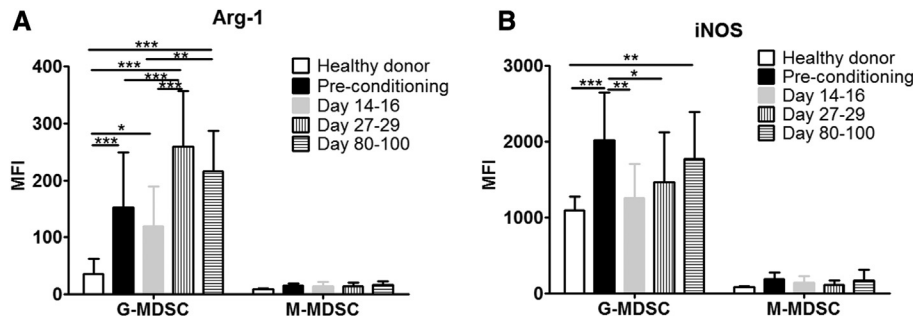 A
Arg-1
***
***
**
***
***
*
***
400
300
200
100
0
MFI
Healthy donor
Pre-conditioning
Day 14-16
Day 27-29
Day 80-100
G-MDSC
M-MDSC
B
iNOS
**
***
*
**
3000
2000
1000
0
MFI
Healthy donor
Pre-conditioning
Day 14-16
Day 27-29
Day 80-100
G-MDSC
M-MDSC